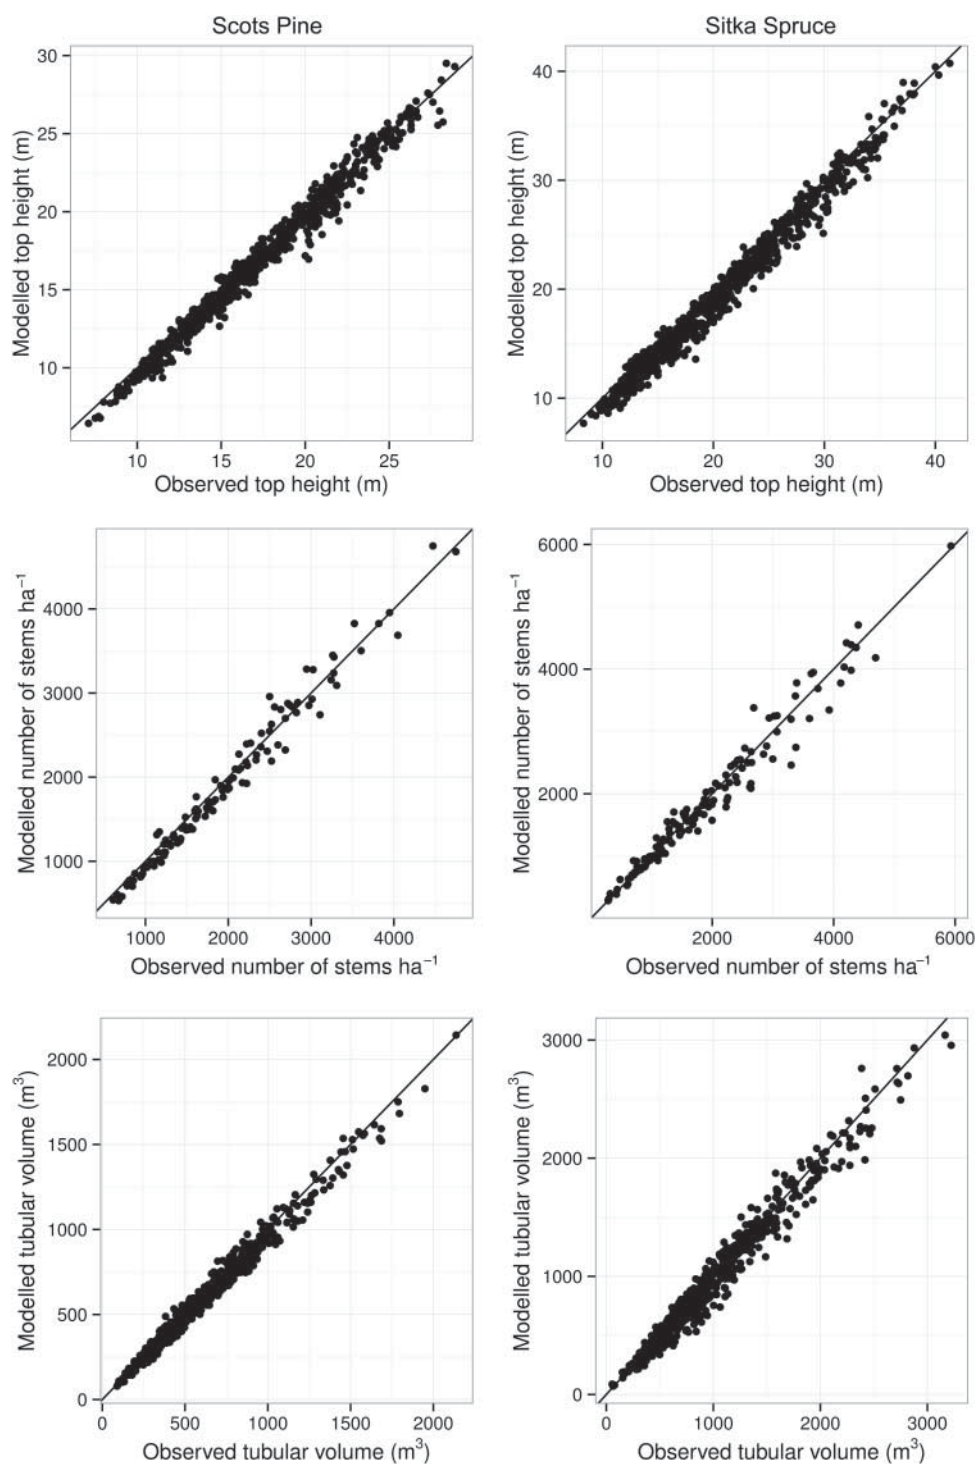 Scots Pine
Sitka Spruce
Modelled top height (m)
30
25
20
15
10
10 15 20 25
Observed top height (m)
Modelled top height (m)
40
30
20
10
10 20 30 40
Observed top height (m)
Modelled number of stems ha⁻¹
4000
3000
2000
1000
1000 2000 3000 4000
Observed number of stems ha⁻¹
Modelled number of stems ha⁻¹
6000
4000
2000
2000 4000 6000
Observed number of stems ha⁻¹
Modelled tubular volume (m³)
2000
1500
1000
500
0
0 500 1000 1500 2000
Observed tubular volume (m³)
Modelled tubular volume (m³)
3000
2000
1000
0
0 1000 2000 3000
Observed tubular volume (m³)